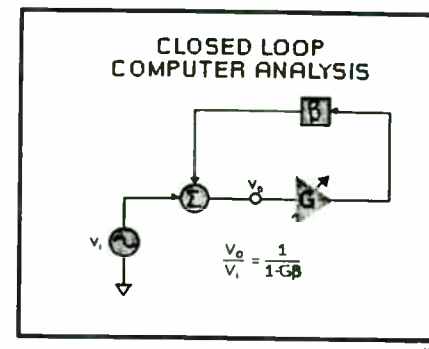 CLOSED LOOP
COMPUTER ANALYSIS
β
Σ
Vo
G
Vi
Vo/Vi = 1/1-Gβ